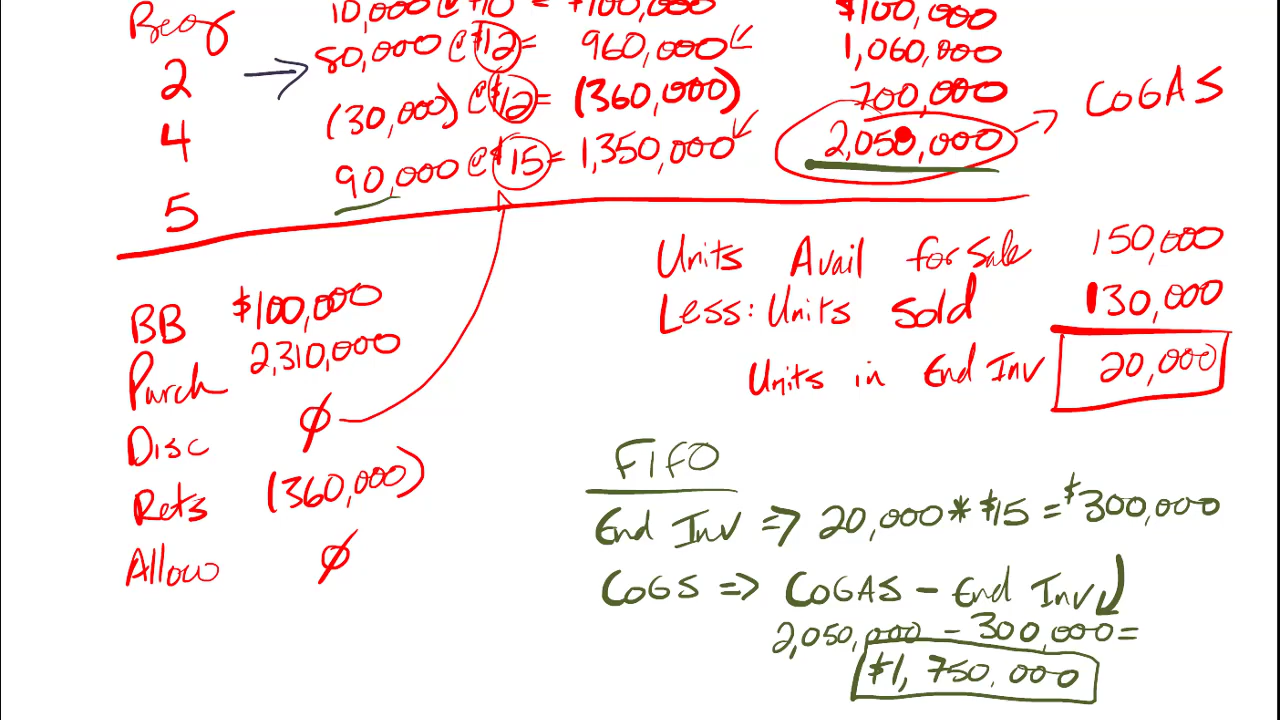 Beg 10,000 @ $10 = $100,000 $100,000
2 80,000 @ $12 = 960,000 1,060,000
4 (30,000) @ $12 = (360,000) 700,000
5 90,000 @ $15 = 1,350,000 2,050,000 COGAS
Units Avail for Sale 150,000
Less: Units Sold 130,000
Units in End Inv 20,000
BB $100,000
Purch 2,310,000
Disc Ø
Rets (360,000)
Allow Ø
FIFO
End Inv => 20,000 * $15 = $300,000
COGS => COGAS - End Inv
2,050,000 - 300,000 =
$1,750,000